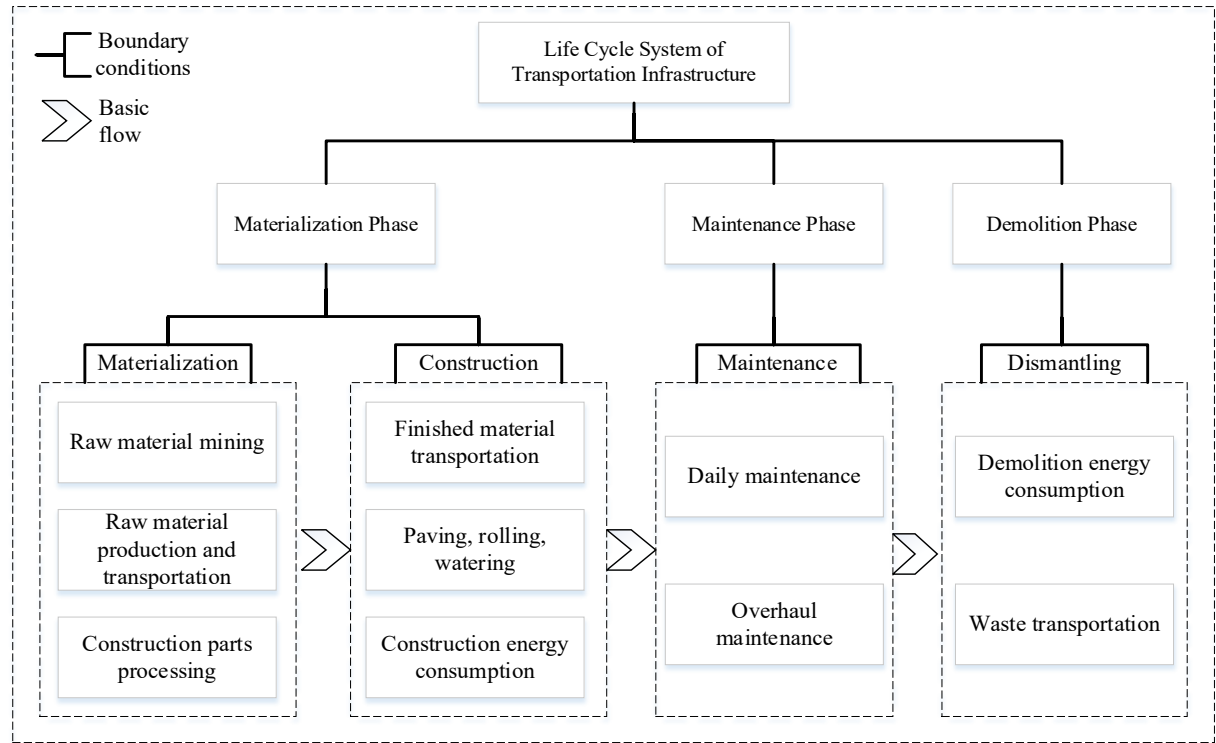 Boundary
conditions
Basic
flow
Life Cycle System of
Transportation Infrastructure
Materialization Phase
Maintenance Phase
Demolition Phase
Materialization
Construction
Maintenance
Dismantling
Raw material mining
Raw material
production and
transportation
Construction parts
processing
Finished material
transportation
Paving, rolling,
watering
Construction energy
consumption
Daily maintenance
Overhaul
maintenance
Demolition energy
consumption
Waste transportation